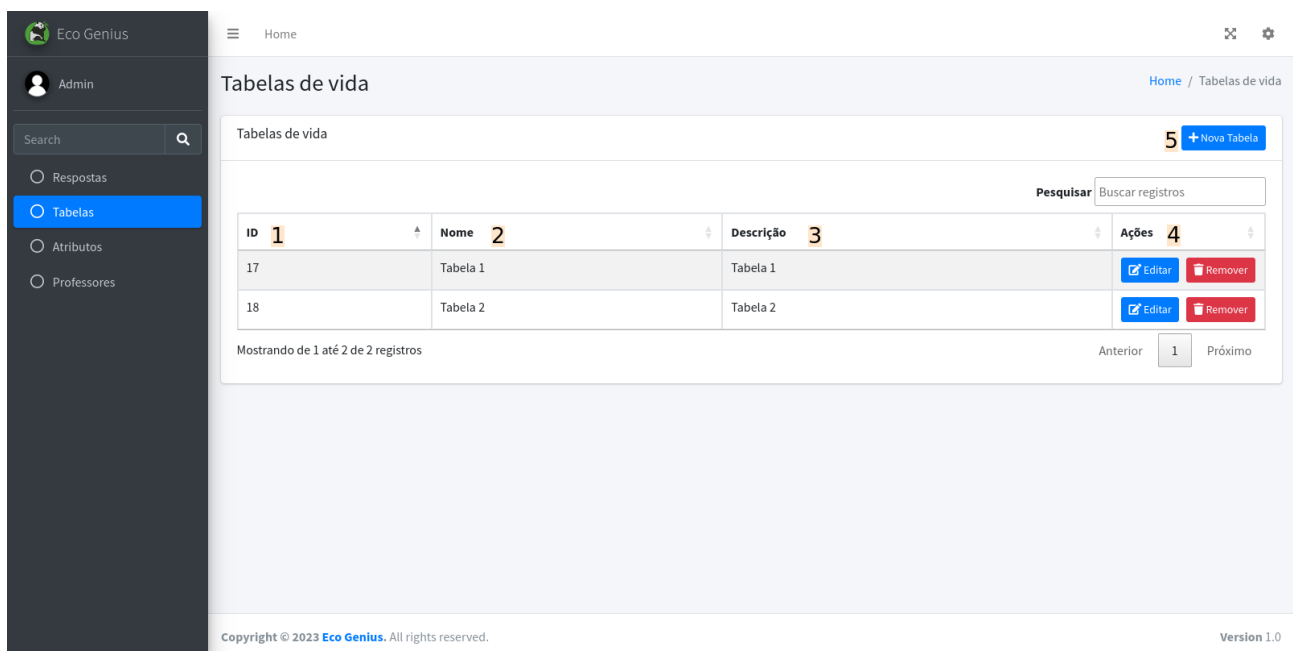 Eco Genius
Home
Admin
Tabelas de vida
Home / Tabelas de vida
Search
Respostas
Tabelas
Atributos
Professores
Tabelas de vida
5 Nova Tabela
Pesquisar Buscar registros
ID 1 Nome 2 Descrição 3 Ações 4
17 Tabela 1 Tabela 1 Editar Remover
18 Tabela 2 Tabela 2 Editar Remover
Mostrando de 1 até 2 de 2 registros Anterior 1 Próximo
Copyright © 2023 Eco Genius. All rights reserved. Version 1.0